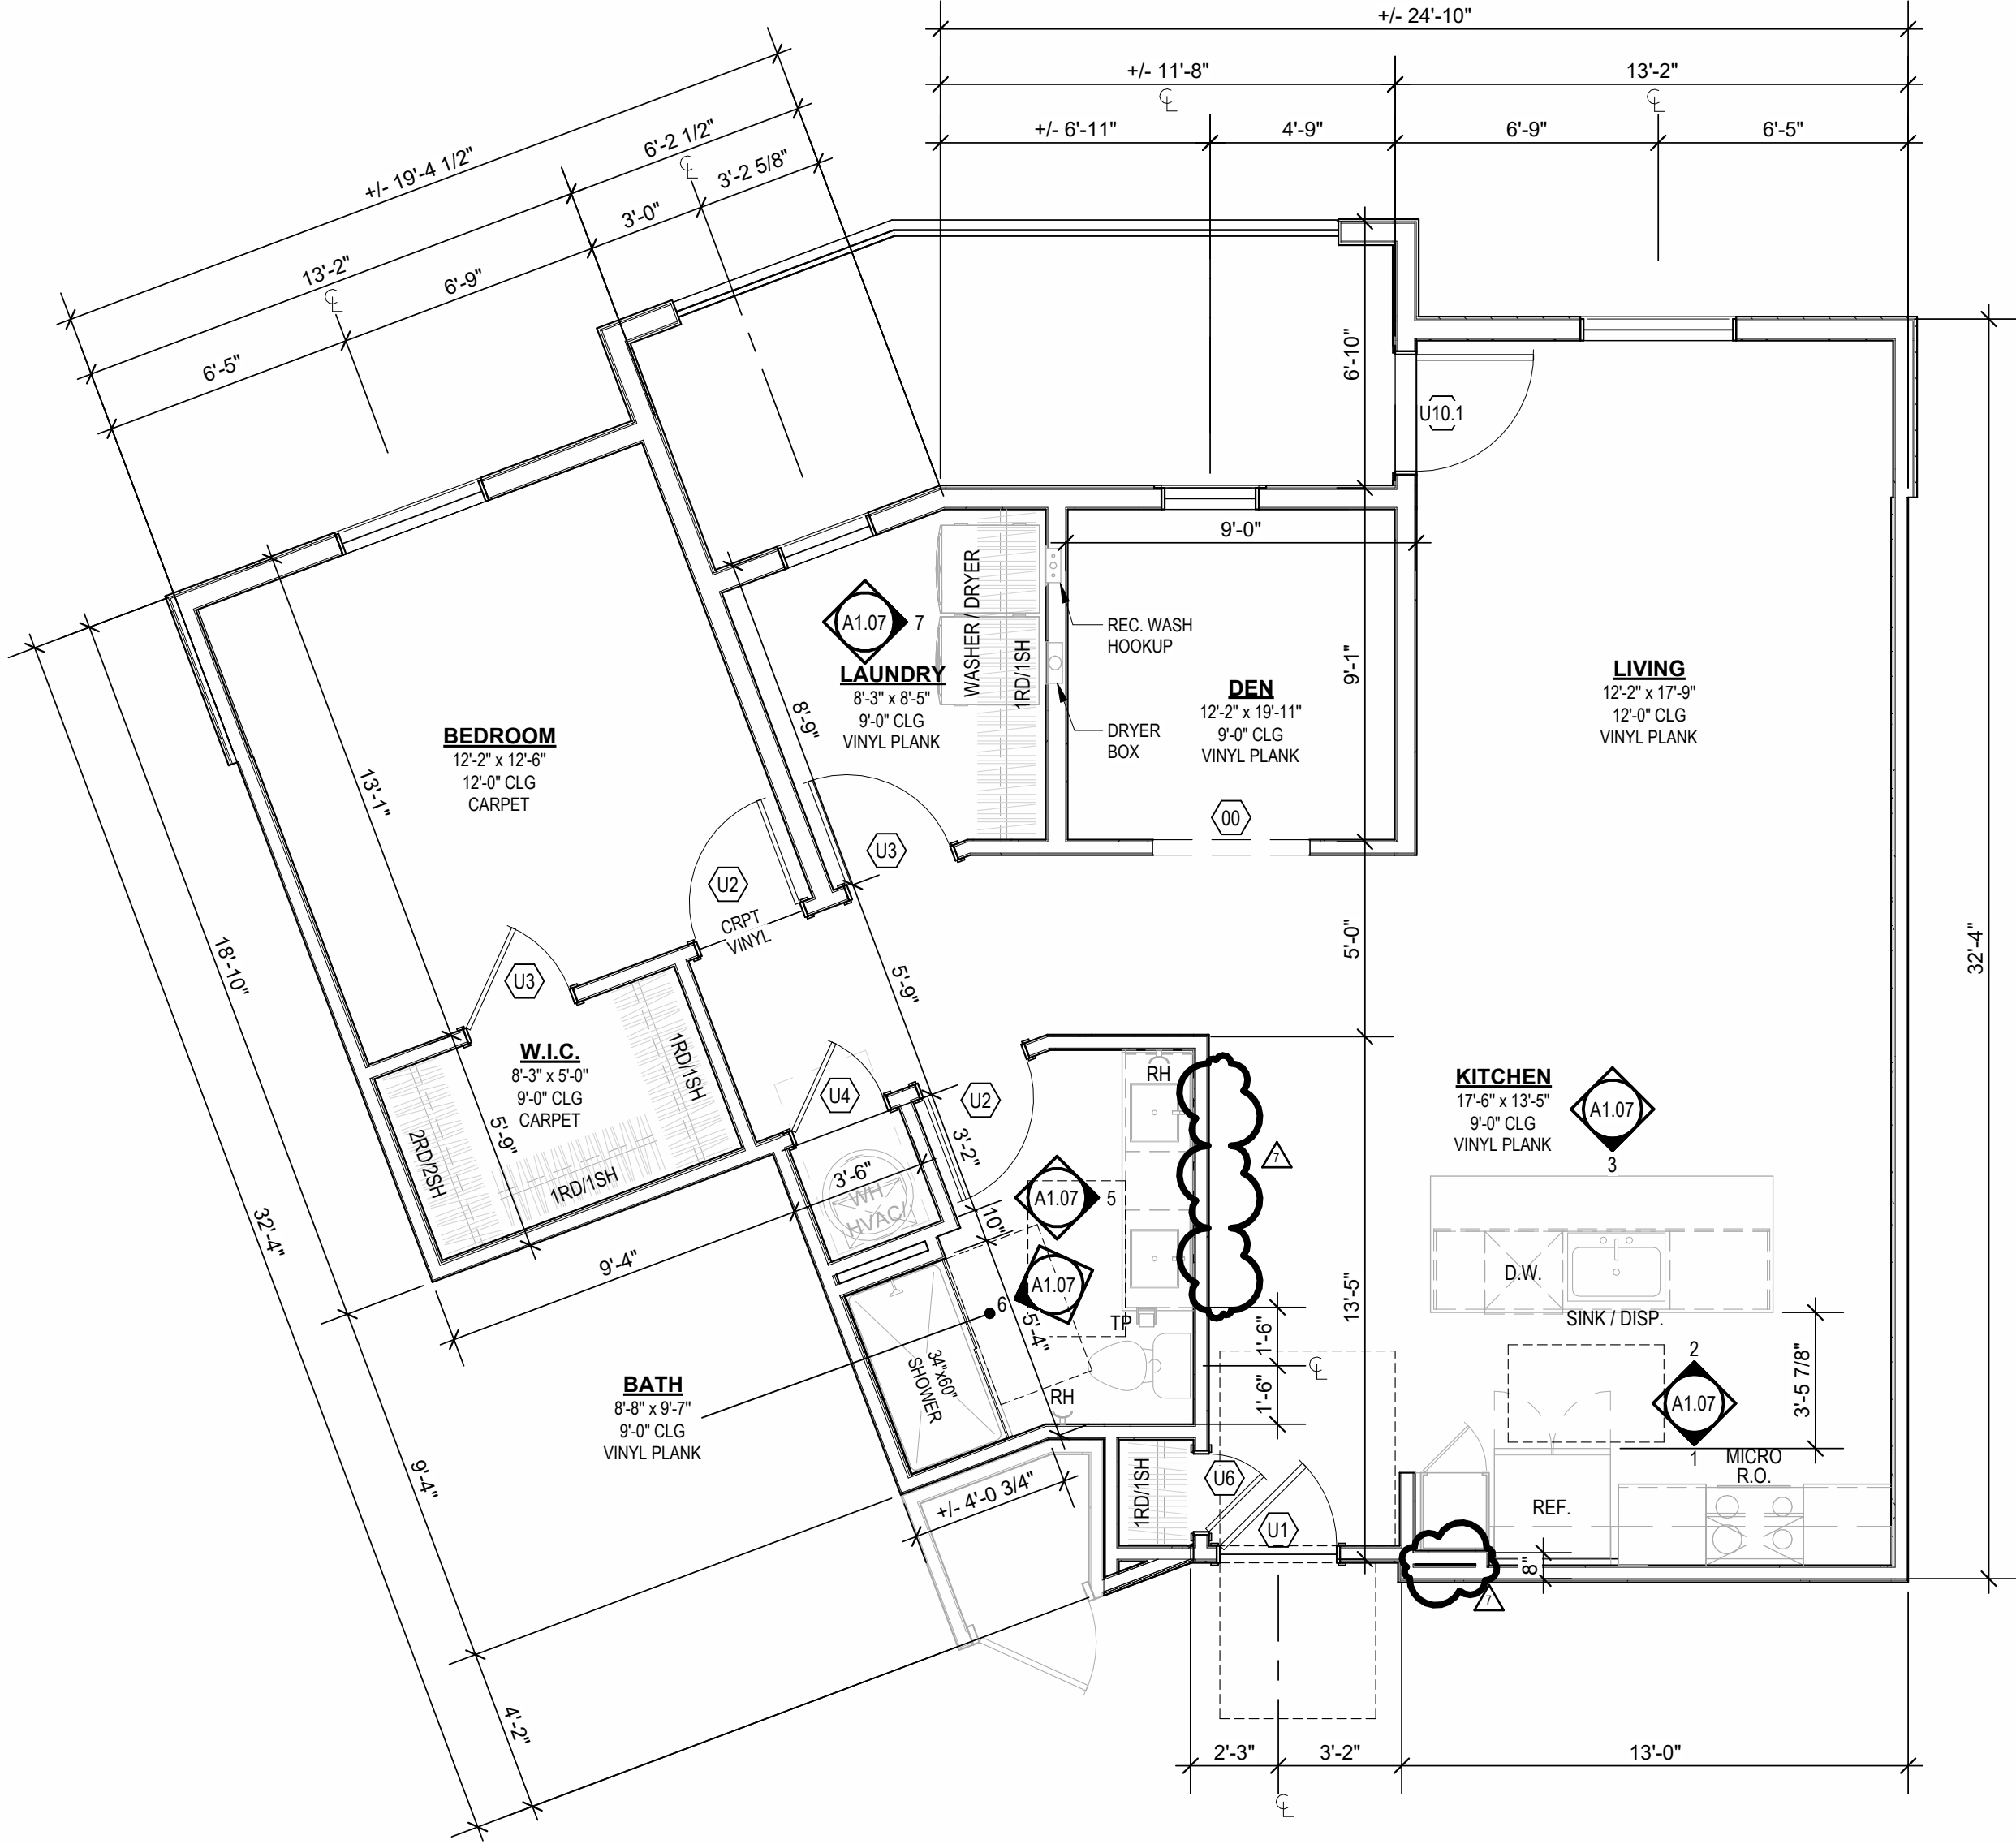 +/- 24'-10"
+/- 11'-8"
13'-2"
+/- 6'-11"
4'-9"
6'-9"
6'-5"
+/- 19'-4 1/2"
6'-2 1/2"
13'-2"
3'-2 5/8"
3'-0"
6'-9"
6'-5"
6'-10"
U10.1
9'-0"
WASHER / DRYER
1RD/1SH
REC. WASH
HOOKUP
DRYER
BOX
A1.07
7
LAUNDRY
8'-3" x 8'-5"
9'-0" CLG
VINYL PLANK
8'-9"
DEN
12'-2" x 19'-11"
9'-0" CLG
VINYL PLANK
9'-1"
00
LIVING
12'-2" x 17'-9"
12'-0" CLG
VINYL PLANK
BEDROOM
12'-2" x 12'-6"
12'-0" CLG
CARPET
13'-1"
U3
U2
CRPT
VINYL
U3
18'-10"
5'-9"
5'-0"
32'-4"
W.I.C.
8'-3" x 5'-0"
9'-0" CLG
CARPET
1RD/1SH
2RD/2SH
1RD/1SH
5'-9"
U4
U2
RH
3'-2"
3'-6"
WH
HVAC/
10"
A1.07
5
A1.07
6
7
KITCHEN
17'-6" x 13'-5"
9'-0" CLG
VINYL PLANK
A1.07
3
D.W.
SINK / DISP.
32'-4"
9'-4"
5'-4"
TP
1'-6"
1'-6"
13'-5"
34"x60"
SHOWER
RH
BATH
8'-8" x 9'-7"
9'-0" CLG
VINYL PLANK
2
A1.07
1
3'-5 7/8"
MICRO
R.O.
REF.
9'-4"
+/- 4'-0 3/4"
1RD/1SH
U6
U1
8"
7
4'-2"
2'-3"
3'-2"
13'-0"